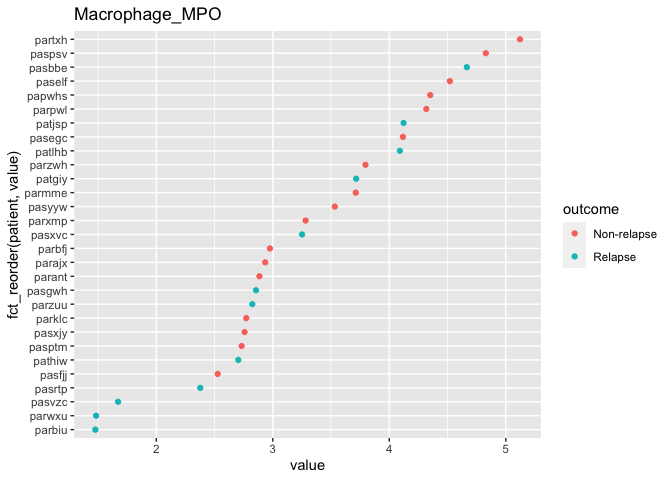 Macrophage_MPO
fct_reorder(patient, value)
partxh
paspsv
pasbbe
paself
papwhs
parpwl
patjsp
pasegc
patlhb
parzwh
patgiy
parmme
pasyyw
parxmp
pasxvc
parbfj
parajx
parant
pasgwh
parzuu
parklc
pasxjy
pasptm
pathiw
pasfjj
pasrtp
pasvzc
parwxu
parbiu
2 3 4 5
value
outcome
Non-relapse
Relapse